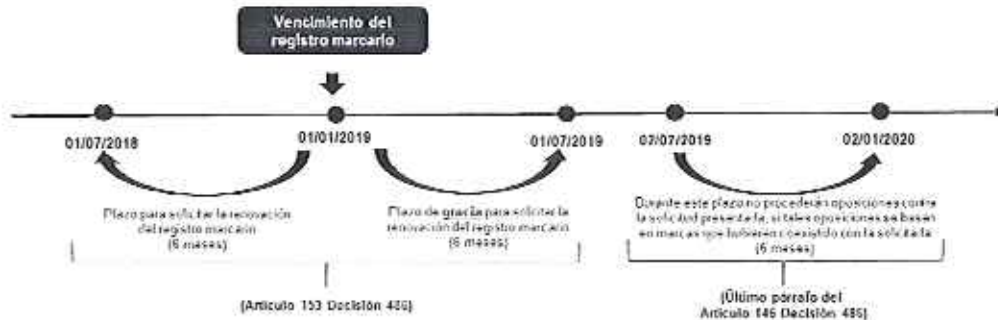 Vencimiento del
registro marcario
01/07/2018
01/01/2019
01/07/2019
02/07/2019
02/01/2020
Plazo para solicitar la renovación
del registro marcario
(6 meses)
Plazo de gracia para solicitar la
renovación del registro marcario
(6 meses)
Durante este plazo no procederán oposiciones contra
la solicitud presentada, si tales oposiciones se basan
en marcas que hubieren coexistido con la solicitada
(6 meses)
(Artículo 153 Decisión 486)
(Último párrafo del
Artículo 146 Decisión 486)